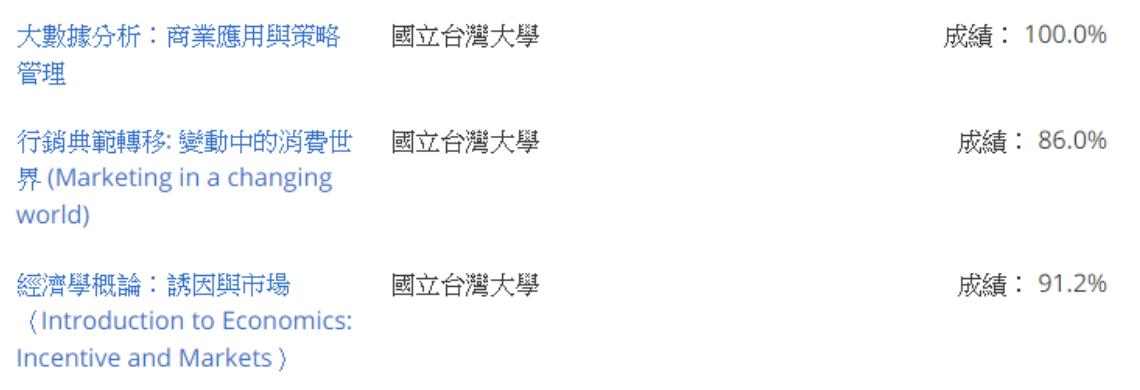 大數據分析：商業應用與策略 國立台灣大學 成績： 100.0%
管理
行銷典範轉移: 變動中的消費世 國立台灣大學 成績： 86.0%
界 (Marketing in a changing
world)
經濟學概論：誘因與市場 國立台灣大學 成績： 91.2%
（Introduction to Economics:
Incentive and Markets）